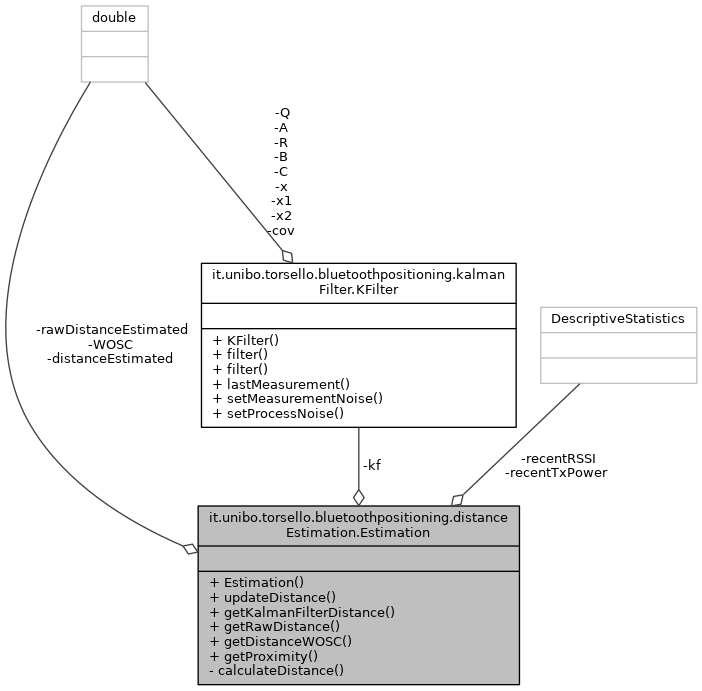 double
-Q
-A
-R
-B
-C
-x
-x1
-x2
-cov
it.unibo.torsello.bluetoothpositioning.kalman
Filter.KFilter
+ KFilter()
+ filter()
+ filter()
+ lastMeasurement()
+ setMeasurementNoise()
+ setProcessNoise()
DescriptiveStatistics
-rawDistanceEstimated
-WOSC
-distanceEstimated
-kf
-recentRSSI
-recentTxPower
it.unibo.torsello.bluetoothpositioning.distance
Estimation.Estimation
+ Estimation()
+ updateDistance()
+ getKalmanFilterDistance()
+ getRawDistance()
+ getDistanceWOSC()
+ getProximity()
- calculateDistance()